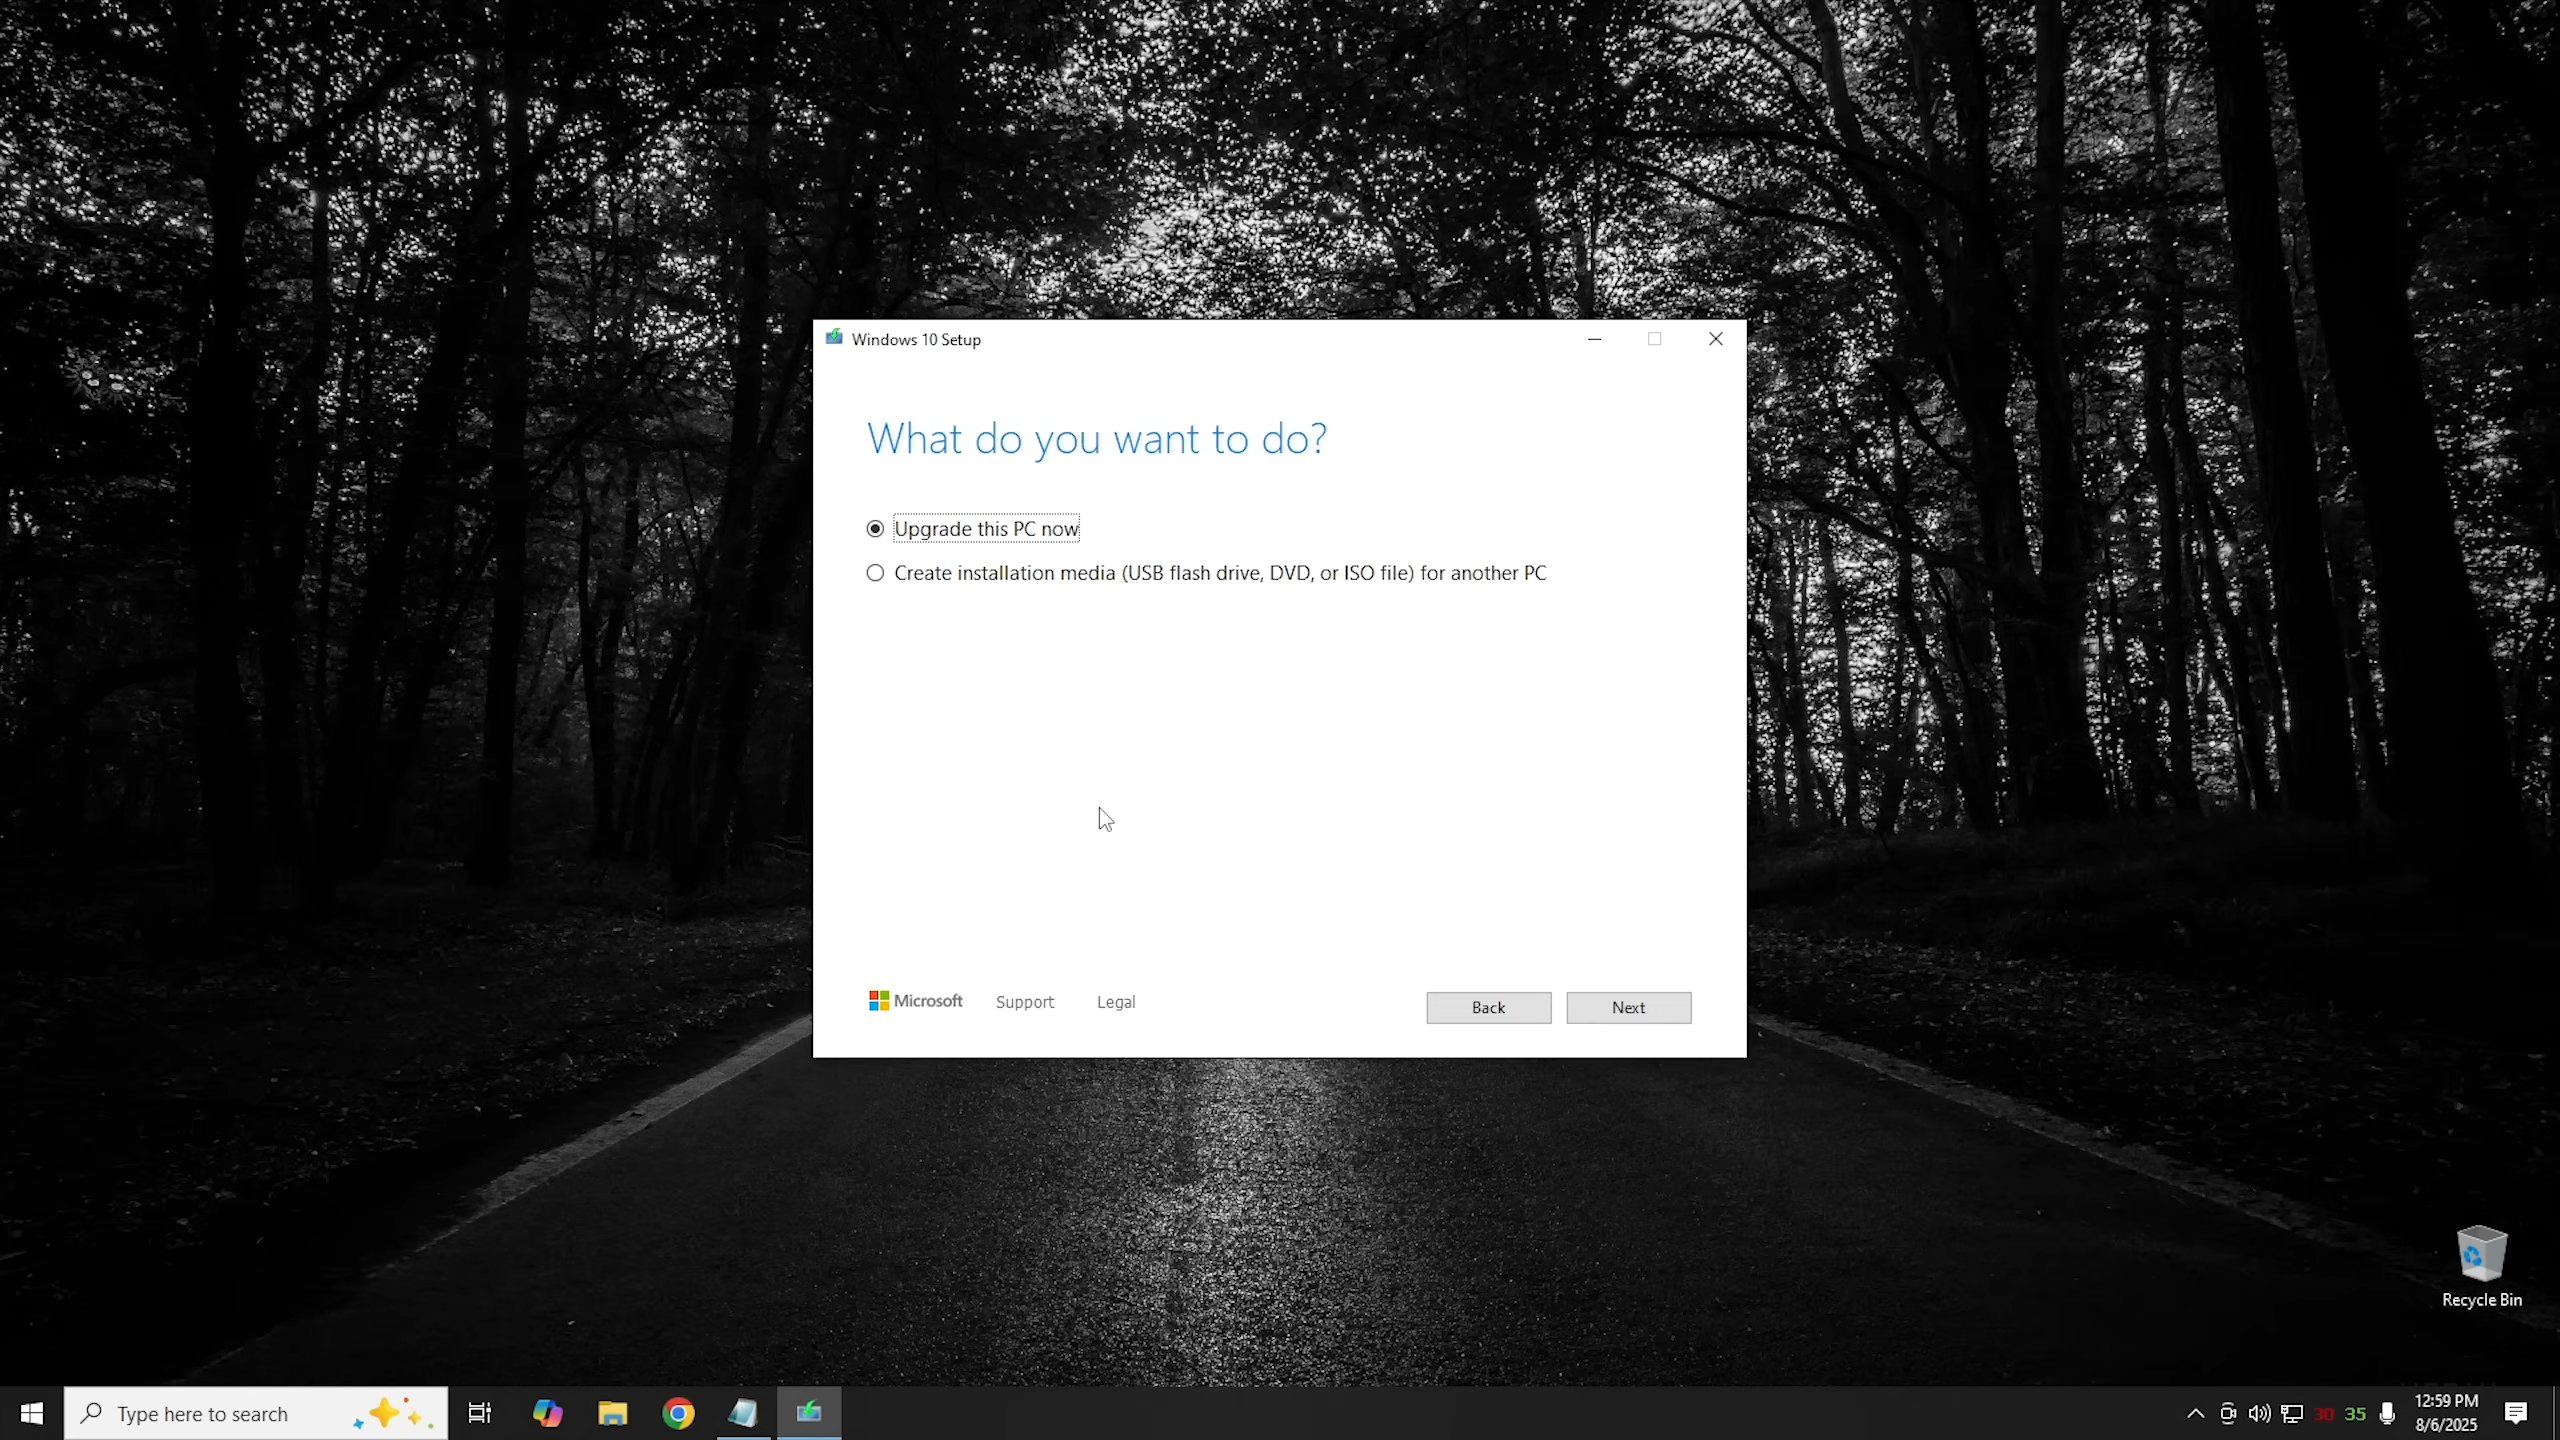 Windows 10 Setup
What do you want to do?
Upgrade this PC now
Create installation media (USB flash drive, DVD, or ISO file) for another PC
Microsoft
Support
Legal
Back
Next
Recycle Bin
Type here to search
30
35
12:59 PM
8/6/2025